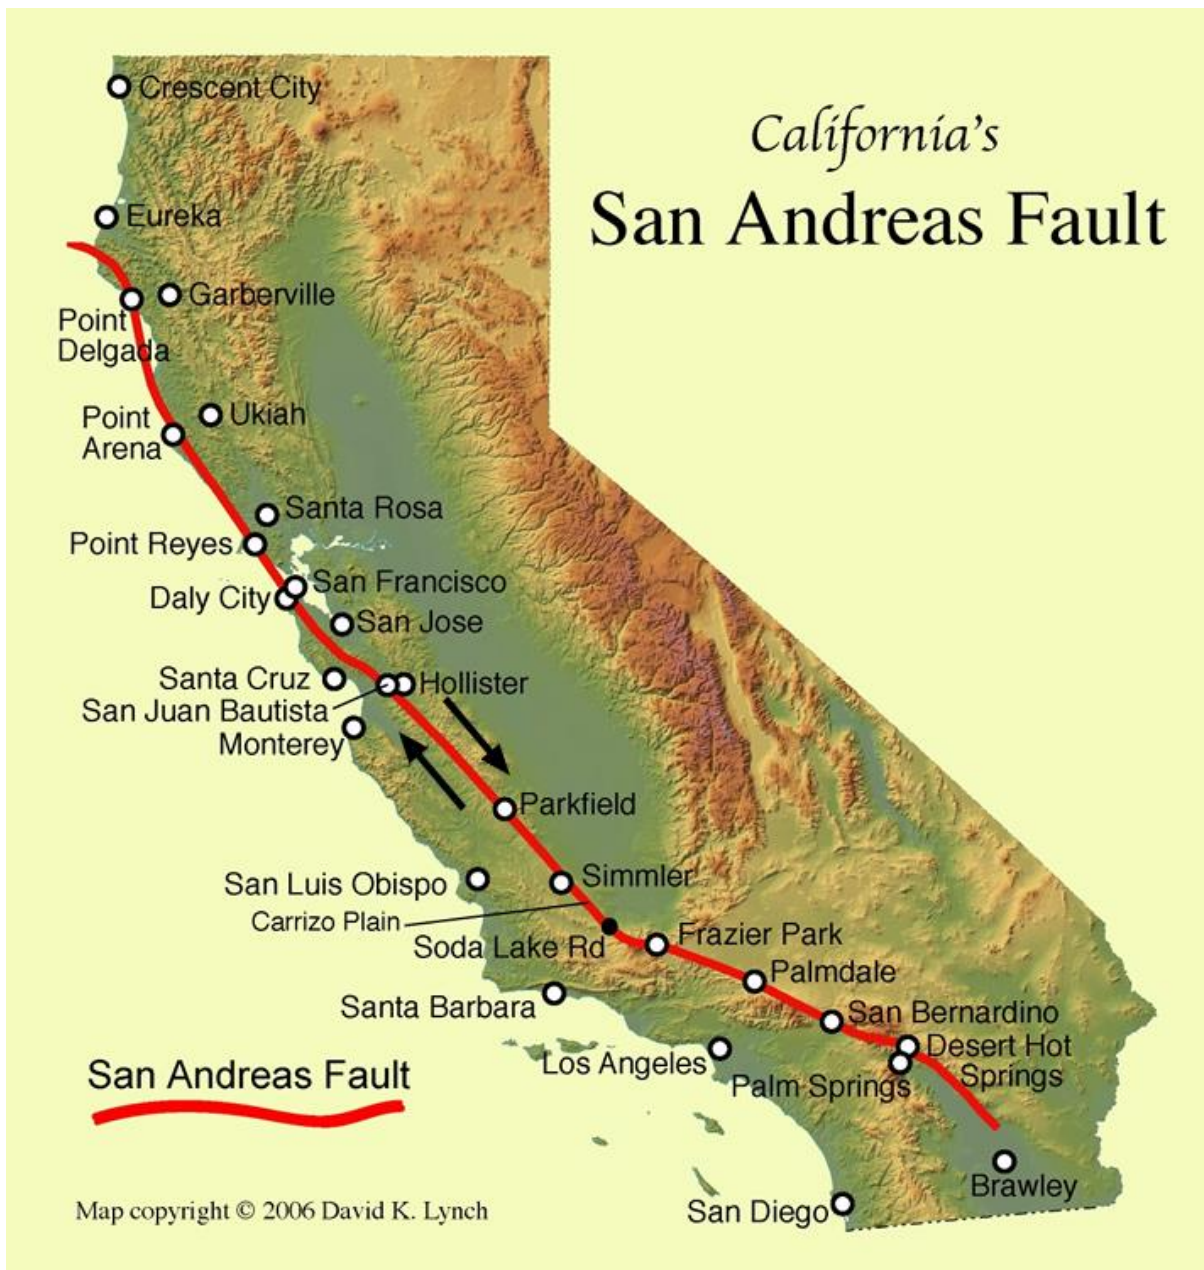 California's
San Andreas Fault
Crescent City
Eureka
Garberville
Point
Delgada
Ukiah
Point
Arena
Santa Rosa
Point Reyes
San Francisco
Daly City
San Jose
Santa Cruz
Hollister
San Juan Bautista
Monterey
Parkfield
San Luis Obispo
Simmler
Carrizo Plain
Soda Lake Rd
Frazier Park
Palmdale
Santa Barbara
San Bernardino
Los Angeles
Desert Hot
Springs
Palm Springs
San Andreas Fault
Brawley
San Diego
Map copyright © 2006 David K. Lynch